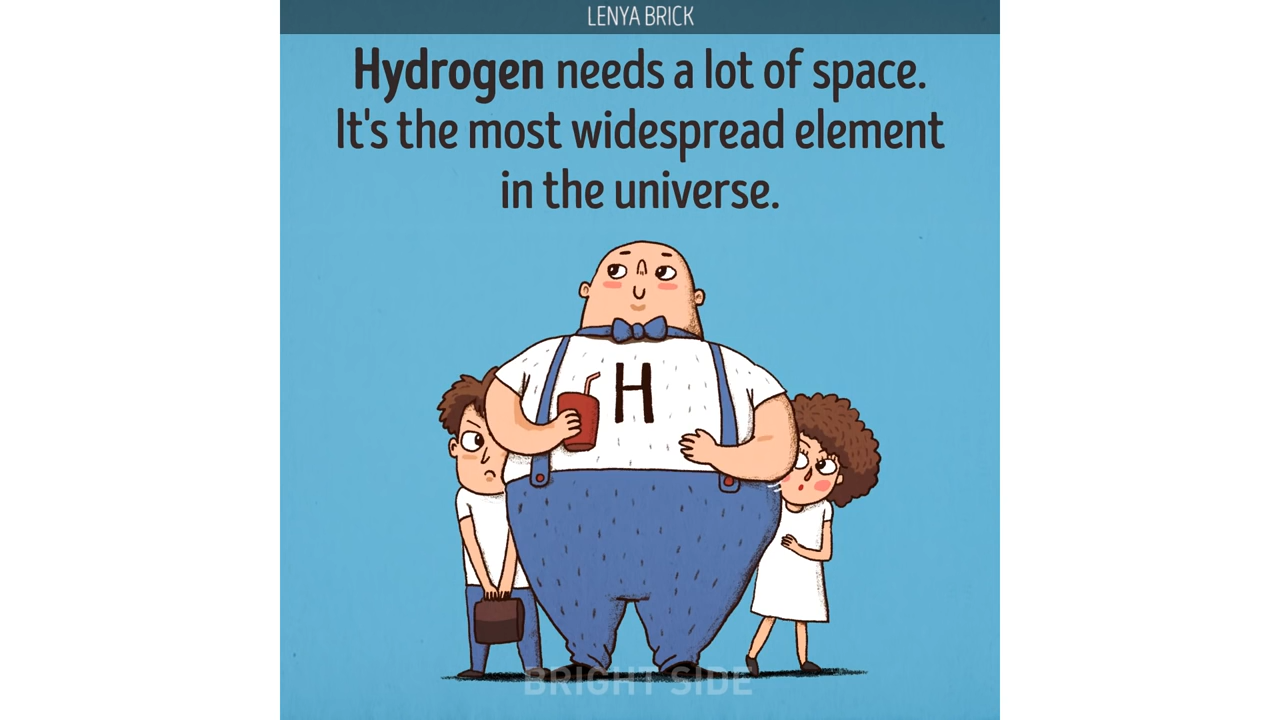 LENYA BRICK
Hydrogen needs a lot of space.
It's the most widespread element
in the universe.
H
BRIGHT SIDE